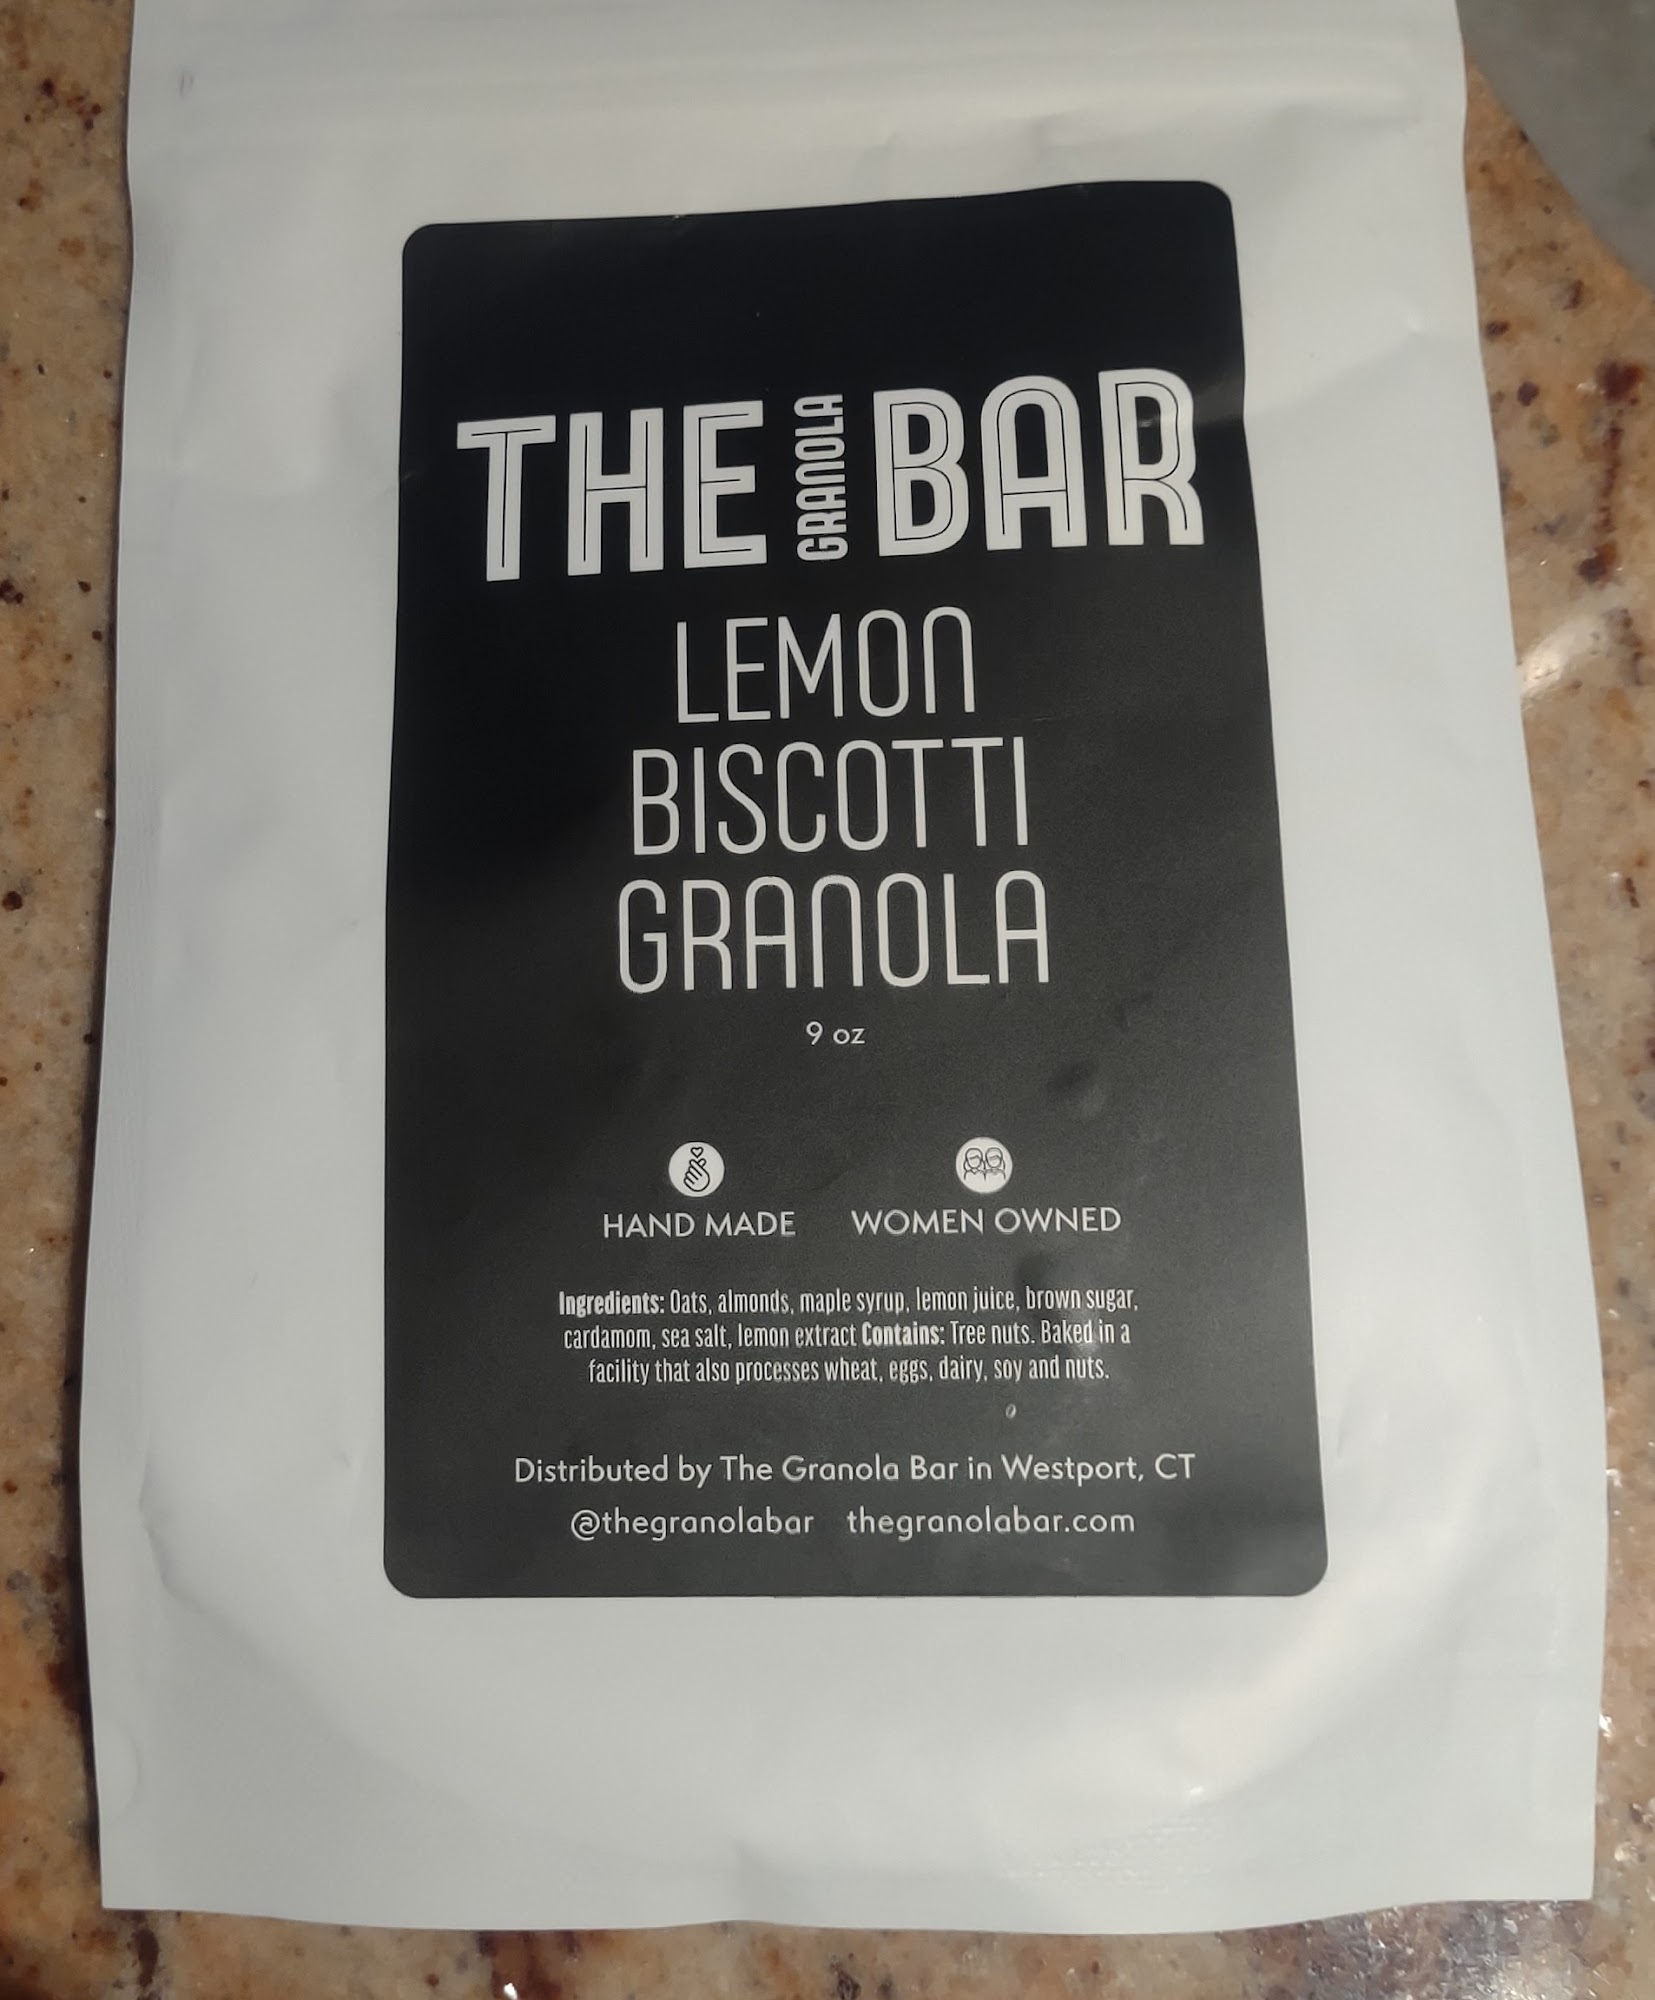 THE GRANOLA BAR
LEMON
BISCOTTI
GRANOLA
9 oz
HAND MADE WOMEN OWNED
Ingredients: Oats, almonds, maple syrup, lemon juice, brown sugar,
cardamom, sea salt, lemon extract Contains: Tree nuts. Baked in a
facility that also processes wheat, eggs, dairy, soy and nuts.
Distributed by The Granola Bar in Westport, CT
@thegranolabar thegranolabar.com